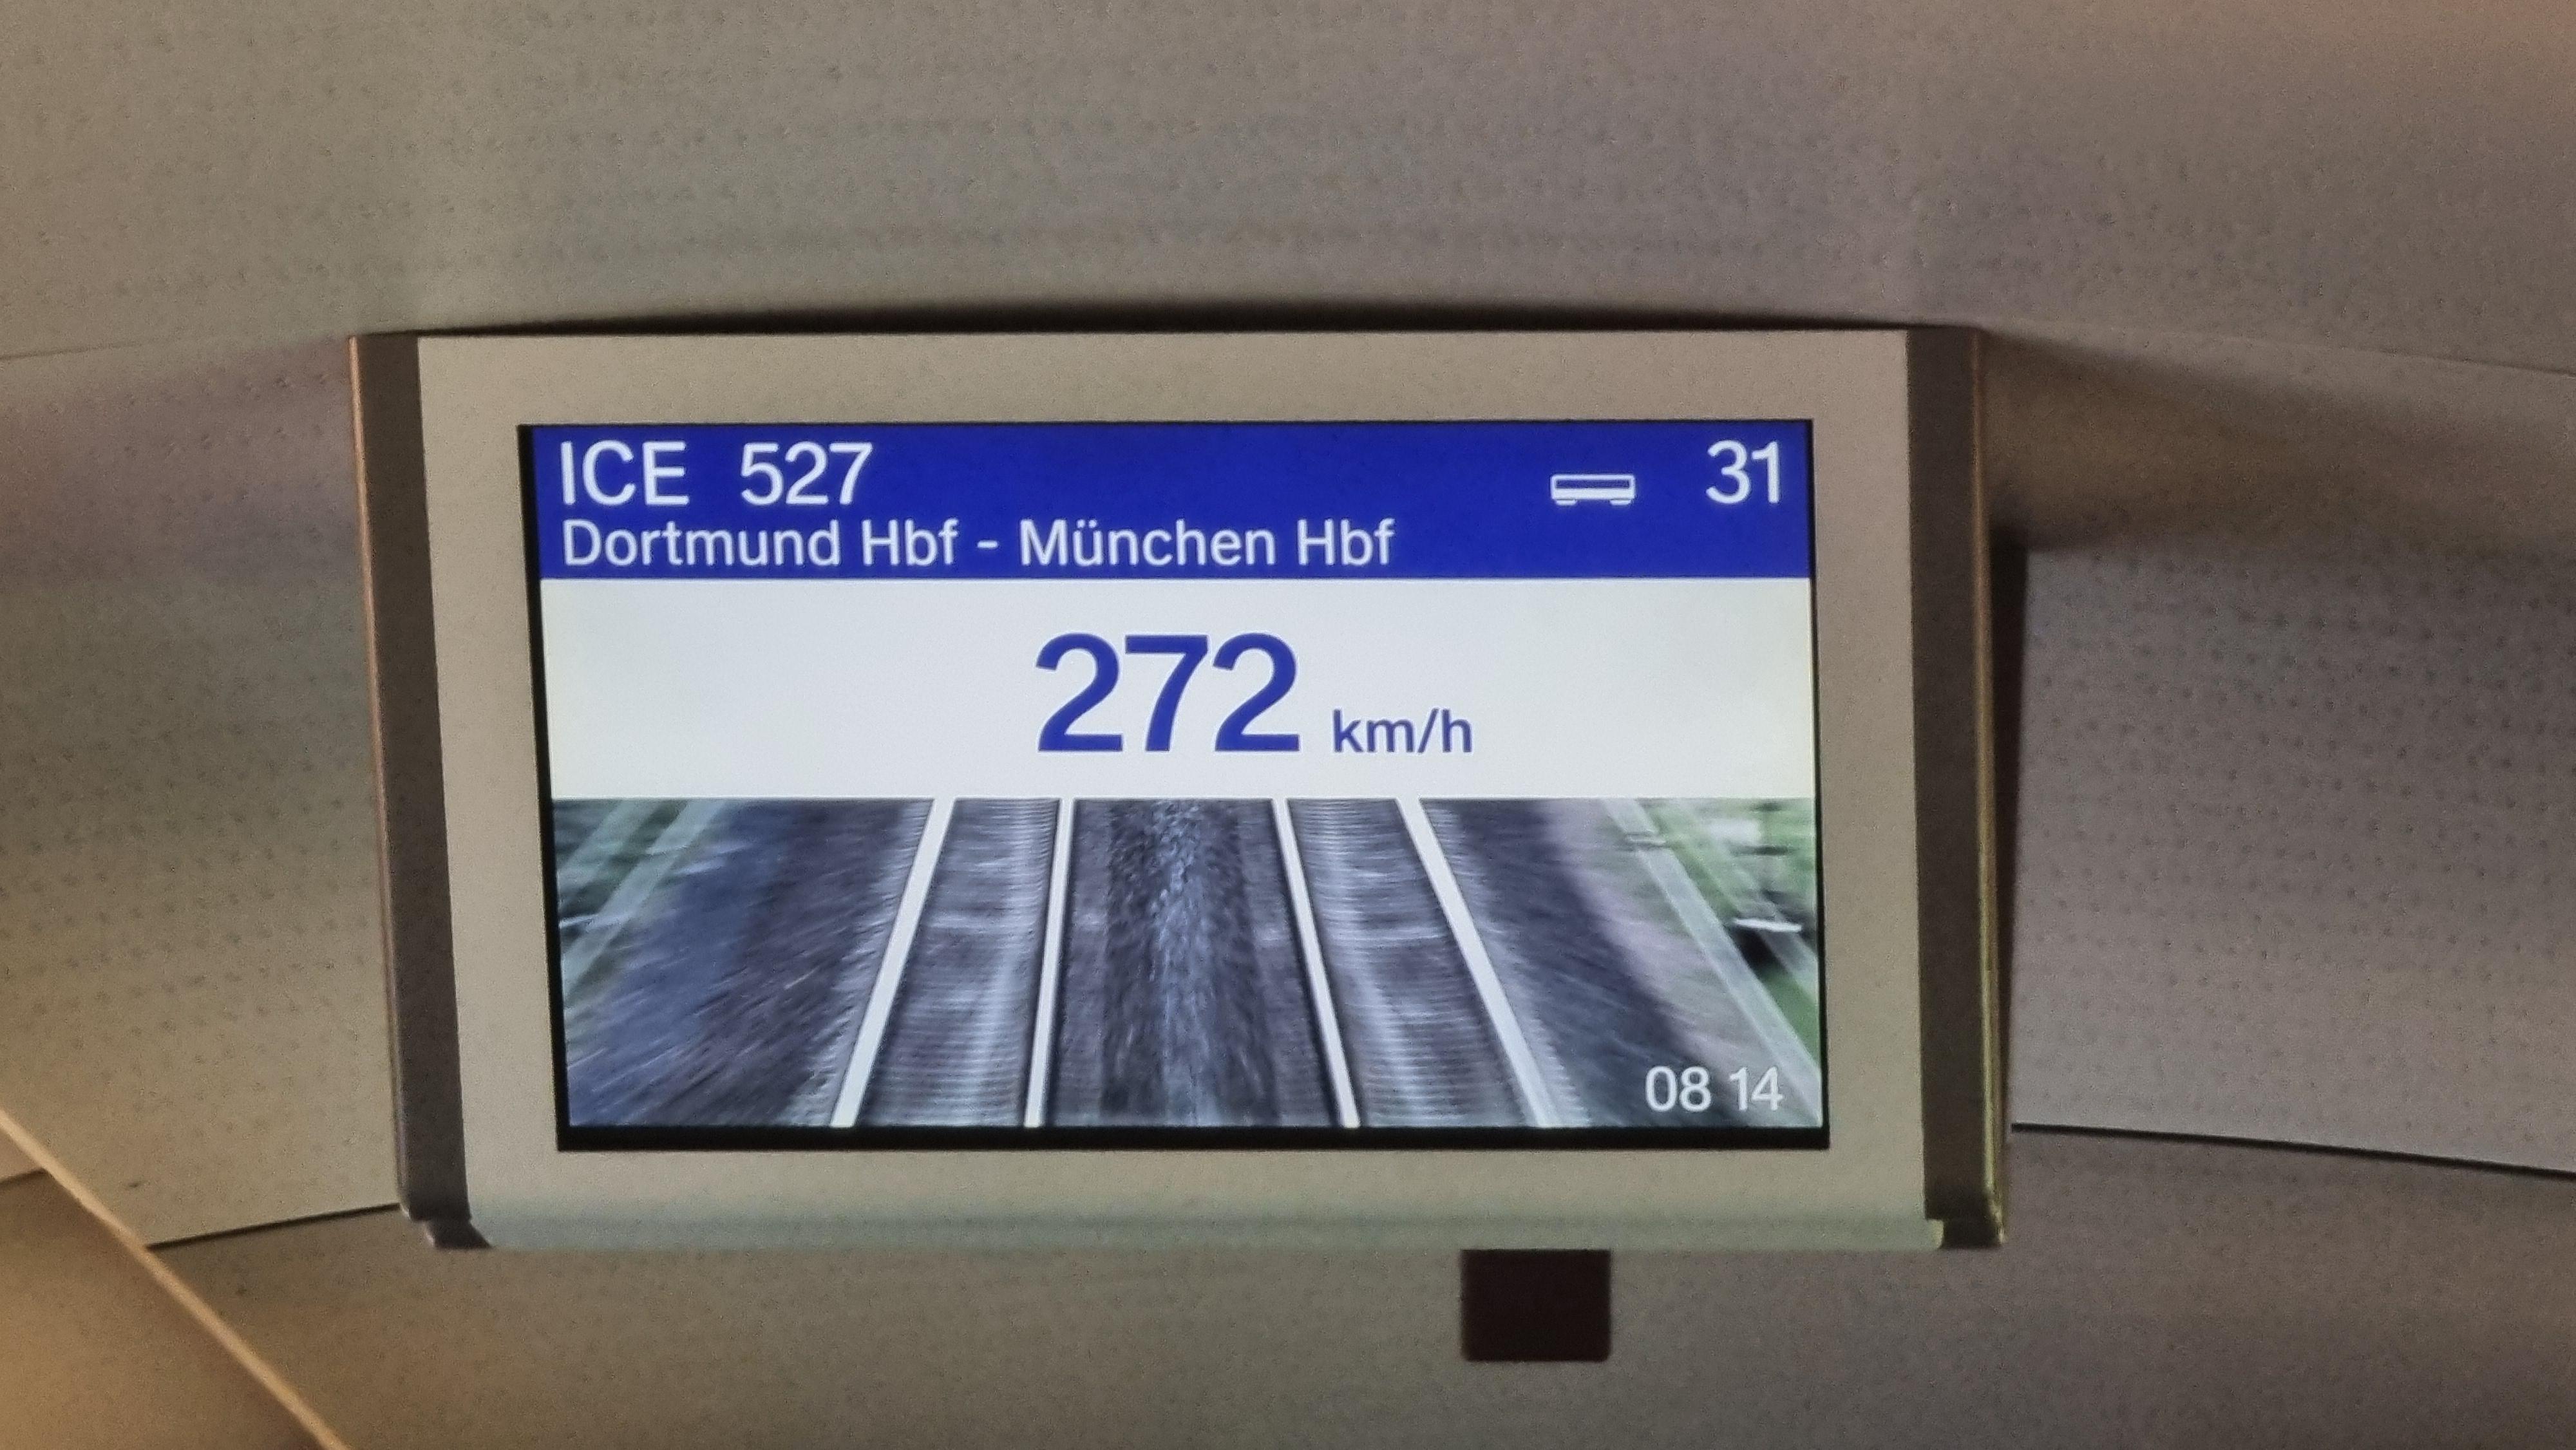 ICE 527 31
Dortmund Hbf - München Hbf
272 km/h
08 14